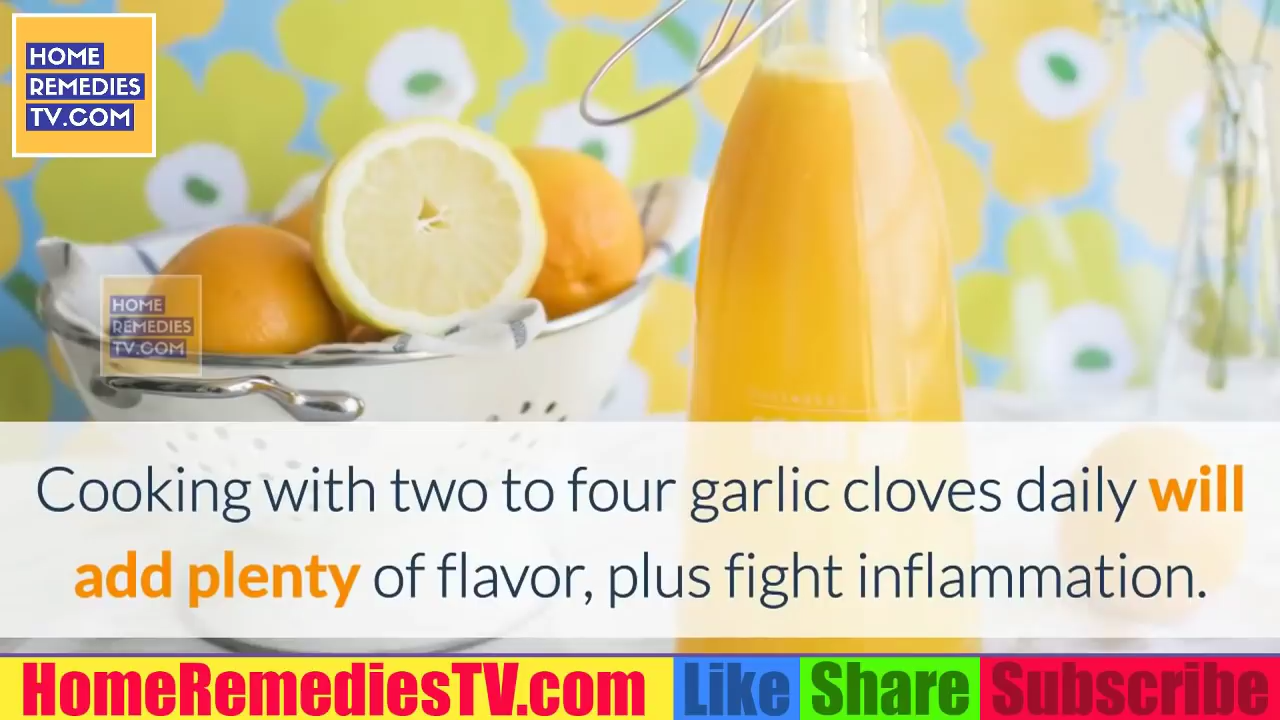 HOME
REMEDIES
TV.COM
HOME
REMEDIES
TV.COM
Cooking with two to four garlic cloves daily will
add plenty of flavor, plus fight inflammation.
HomeRemediesTV.com Like Share Subscribe